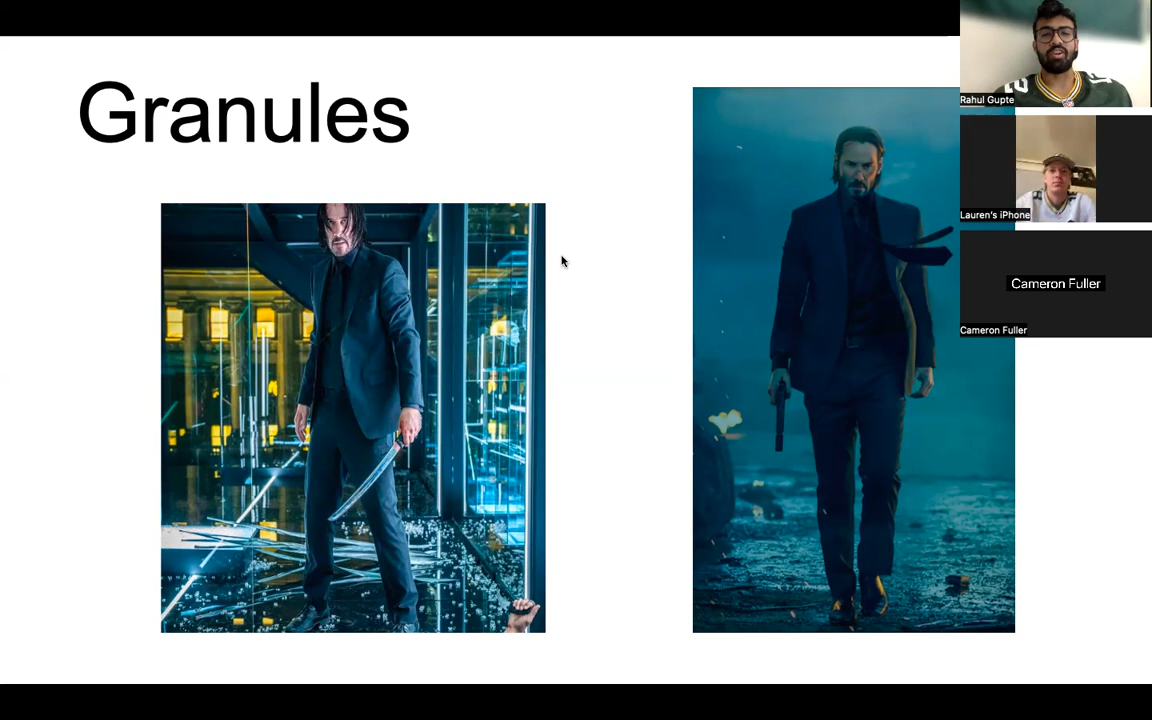 Granules
Rahul Gupte
Lauren's iPhone
Cameron Fuller
Cameron Fuller